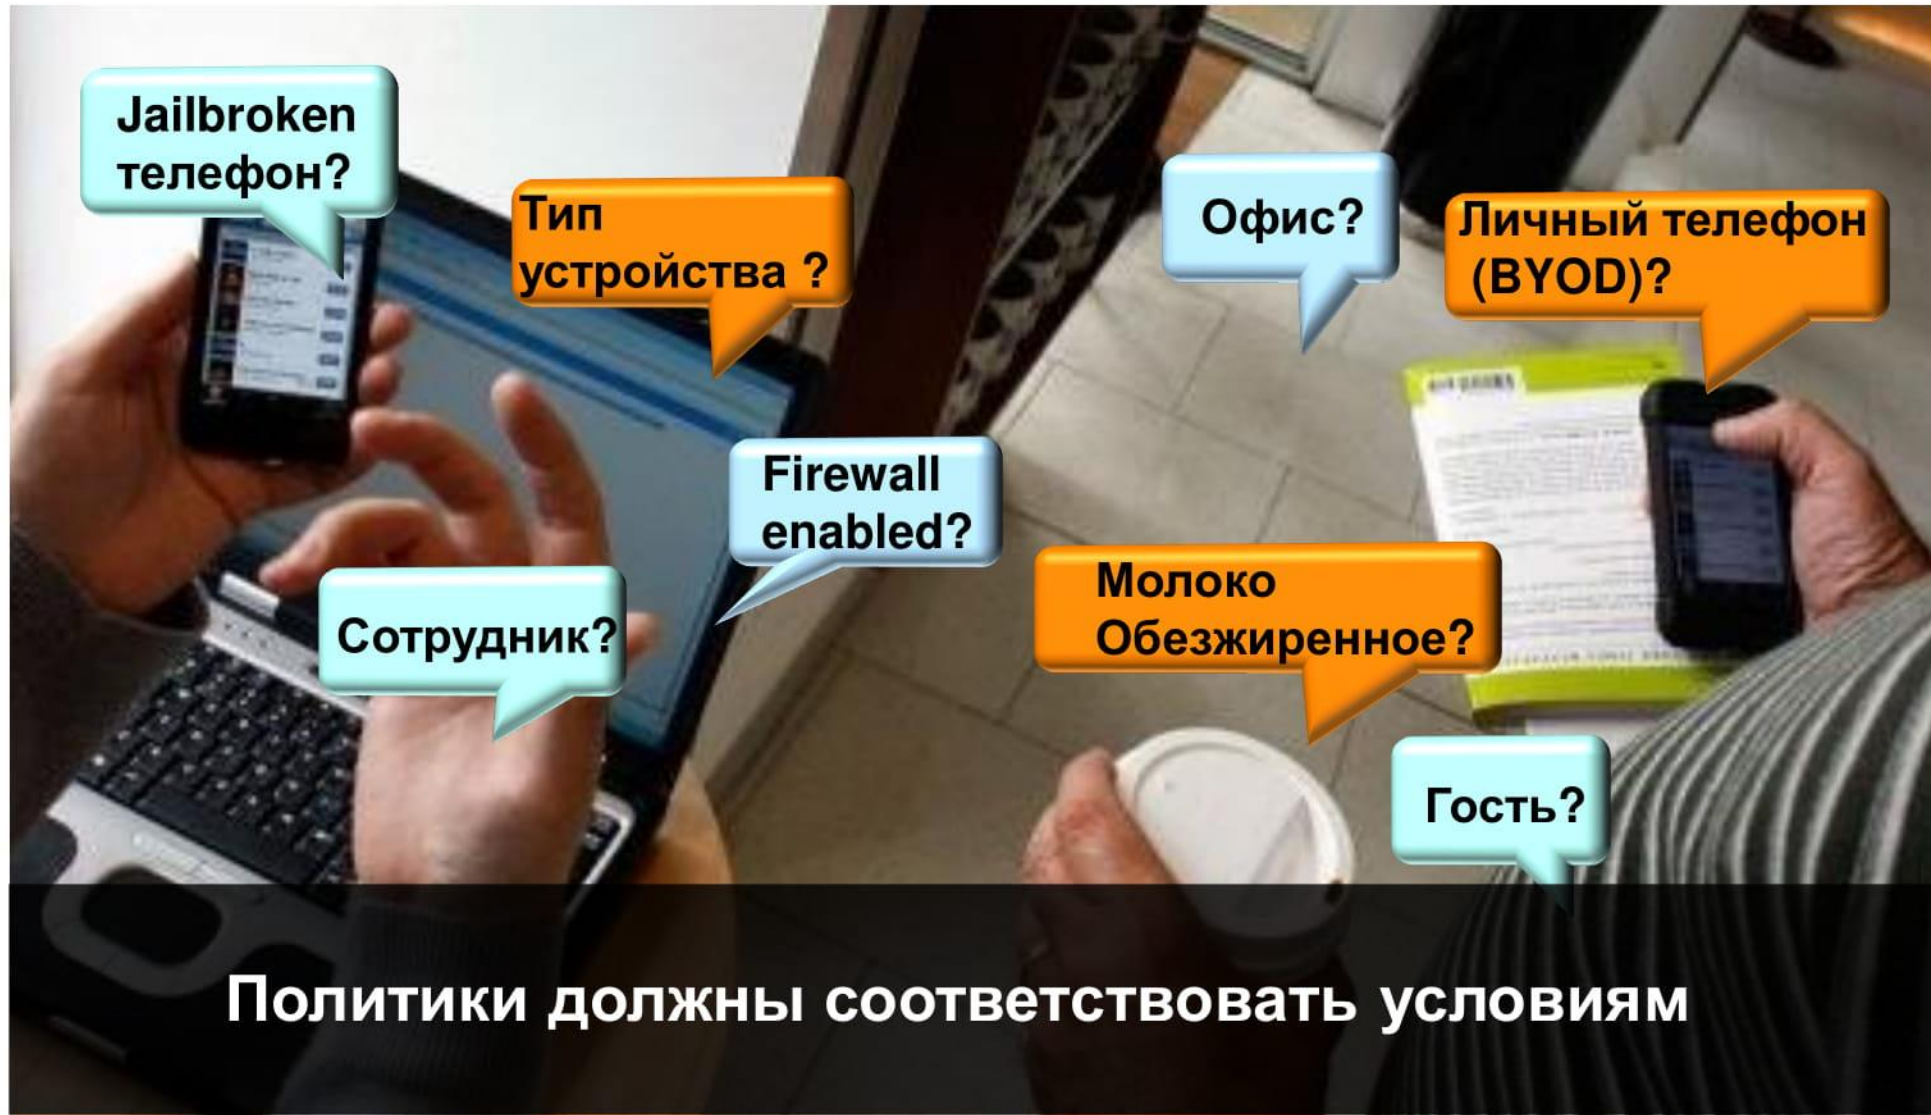 Jailbroken
телефон?
Тип
устройства ?
Офис?
Личный телефон
(BYOD)?
Firewall
enabled?
Молоко
Обезжиренное?
Сотрудник?
Гость?
Политики должны соответствовать условиям